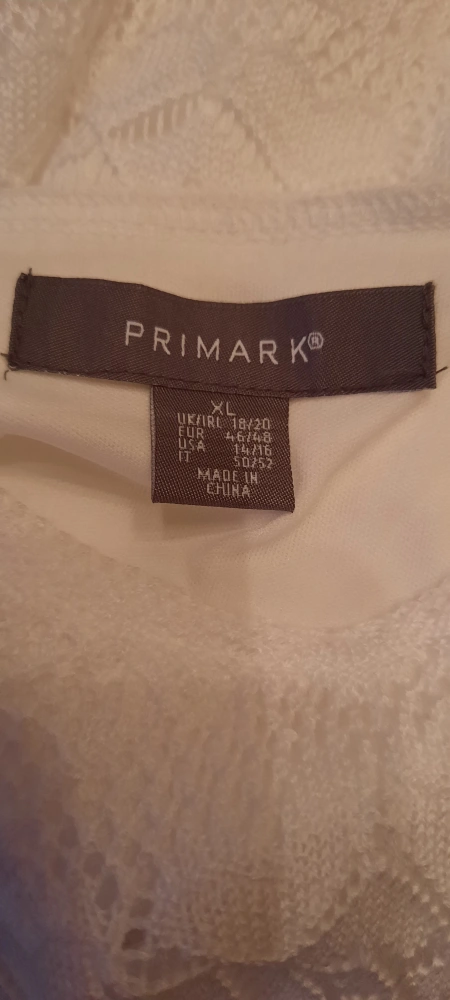 PRIMARK®
XL
UK/IRL 18/20
EUR 46/48
USA 14/16
IT 50/52
MADE IN
CHINA